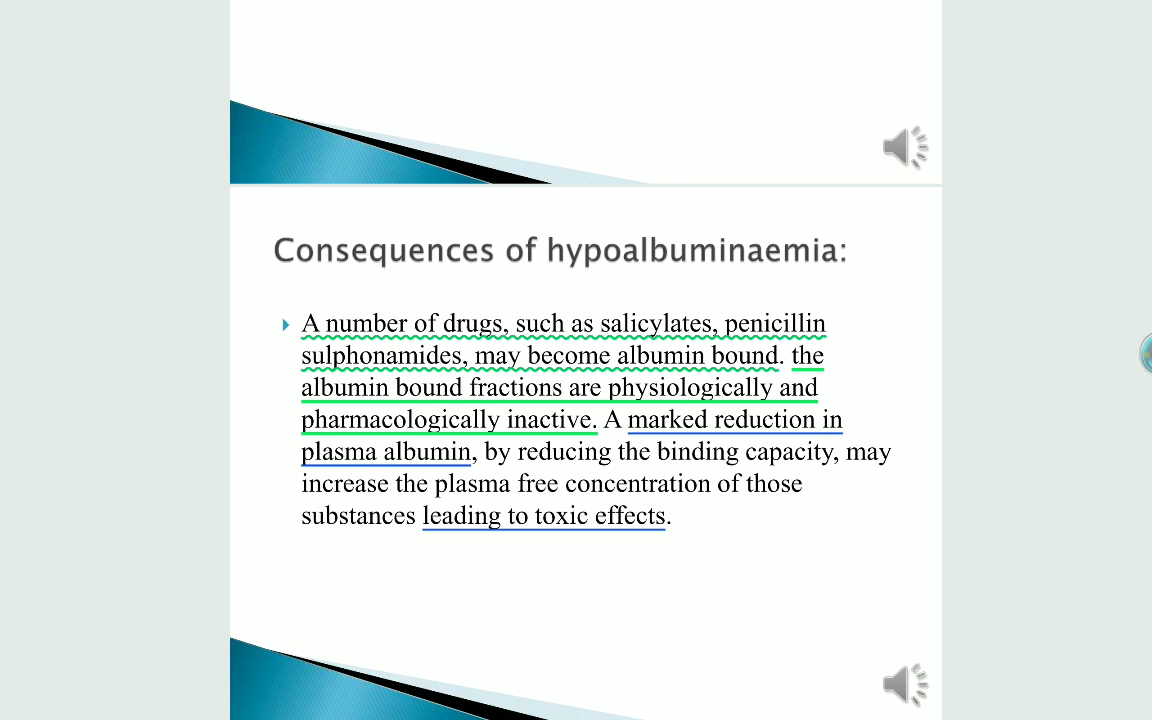 Consequences of hypoalbuminaemia:
A number of drugs, such as salicylates, penicillin
sulphonamides, may become albumin bound. the
albumin bound fractions are physiologically and
pharmacologically inactive. A marked reduction in
plasma albumin, by reducing the binding capacity, may
increase the plasma free concentration of those
substances leading to toxic effects.